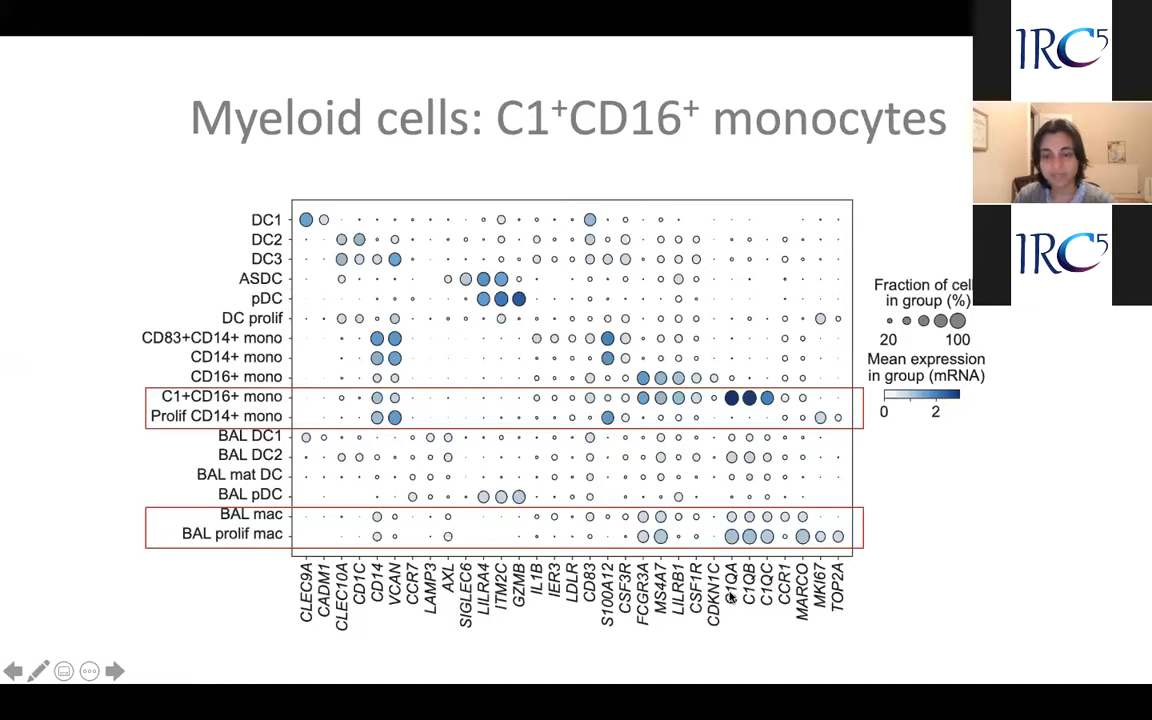 IRC5
Myeloid cells: C1+CD16+ monocytes
DC1
DC2
DC3
ASDC
pDC
DC prolif
CD83+CD14+ mono
CD14+ mono
CD16+ mono
C1+CD16+ mono
Prolif CD14+ mono
BAL DC1
BAL DC2
BAL mat DC
BAL pDC
BAL mac
BAL prolif mac
CLEC9A
CADM1
CLEC10A
CD1C
CD14
VCAN
CCR7
LAMP3
AXL
SIGLEC6
LILRA4
ITM2C
GZMB
IL1B
IER3
LDLR
CD83
S100A12
CSF3R
FCGR3A
MS4A7
LILRB1
CSF1R
CDKN1C
C1QA
C1QB
C1QC
CCR1
MARCO
MKI67
TOP2A
Fraction of cel
in group (%)
20 100
Mean expression
in group (mRNA)
0 2
IRC5